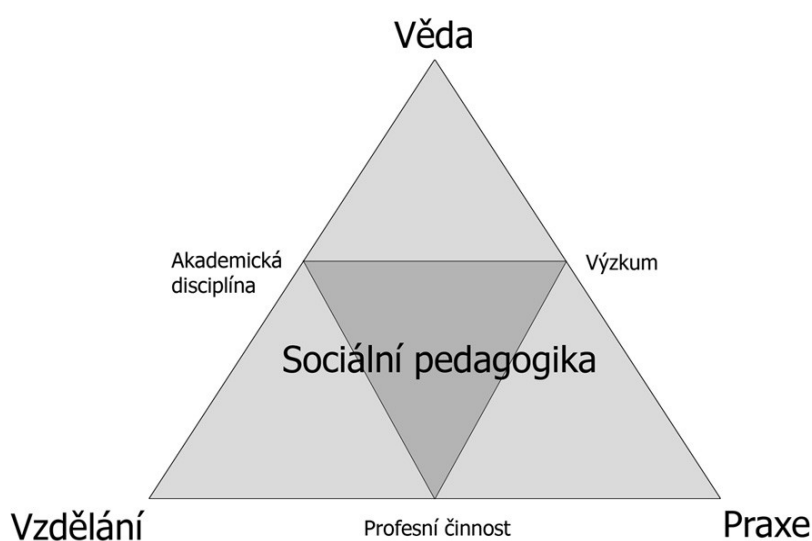 Věda
Akademická
disciplína
Výzkum
Sociální pedagogika
Vzdělání
Profesní činnost
Praxe